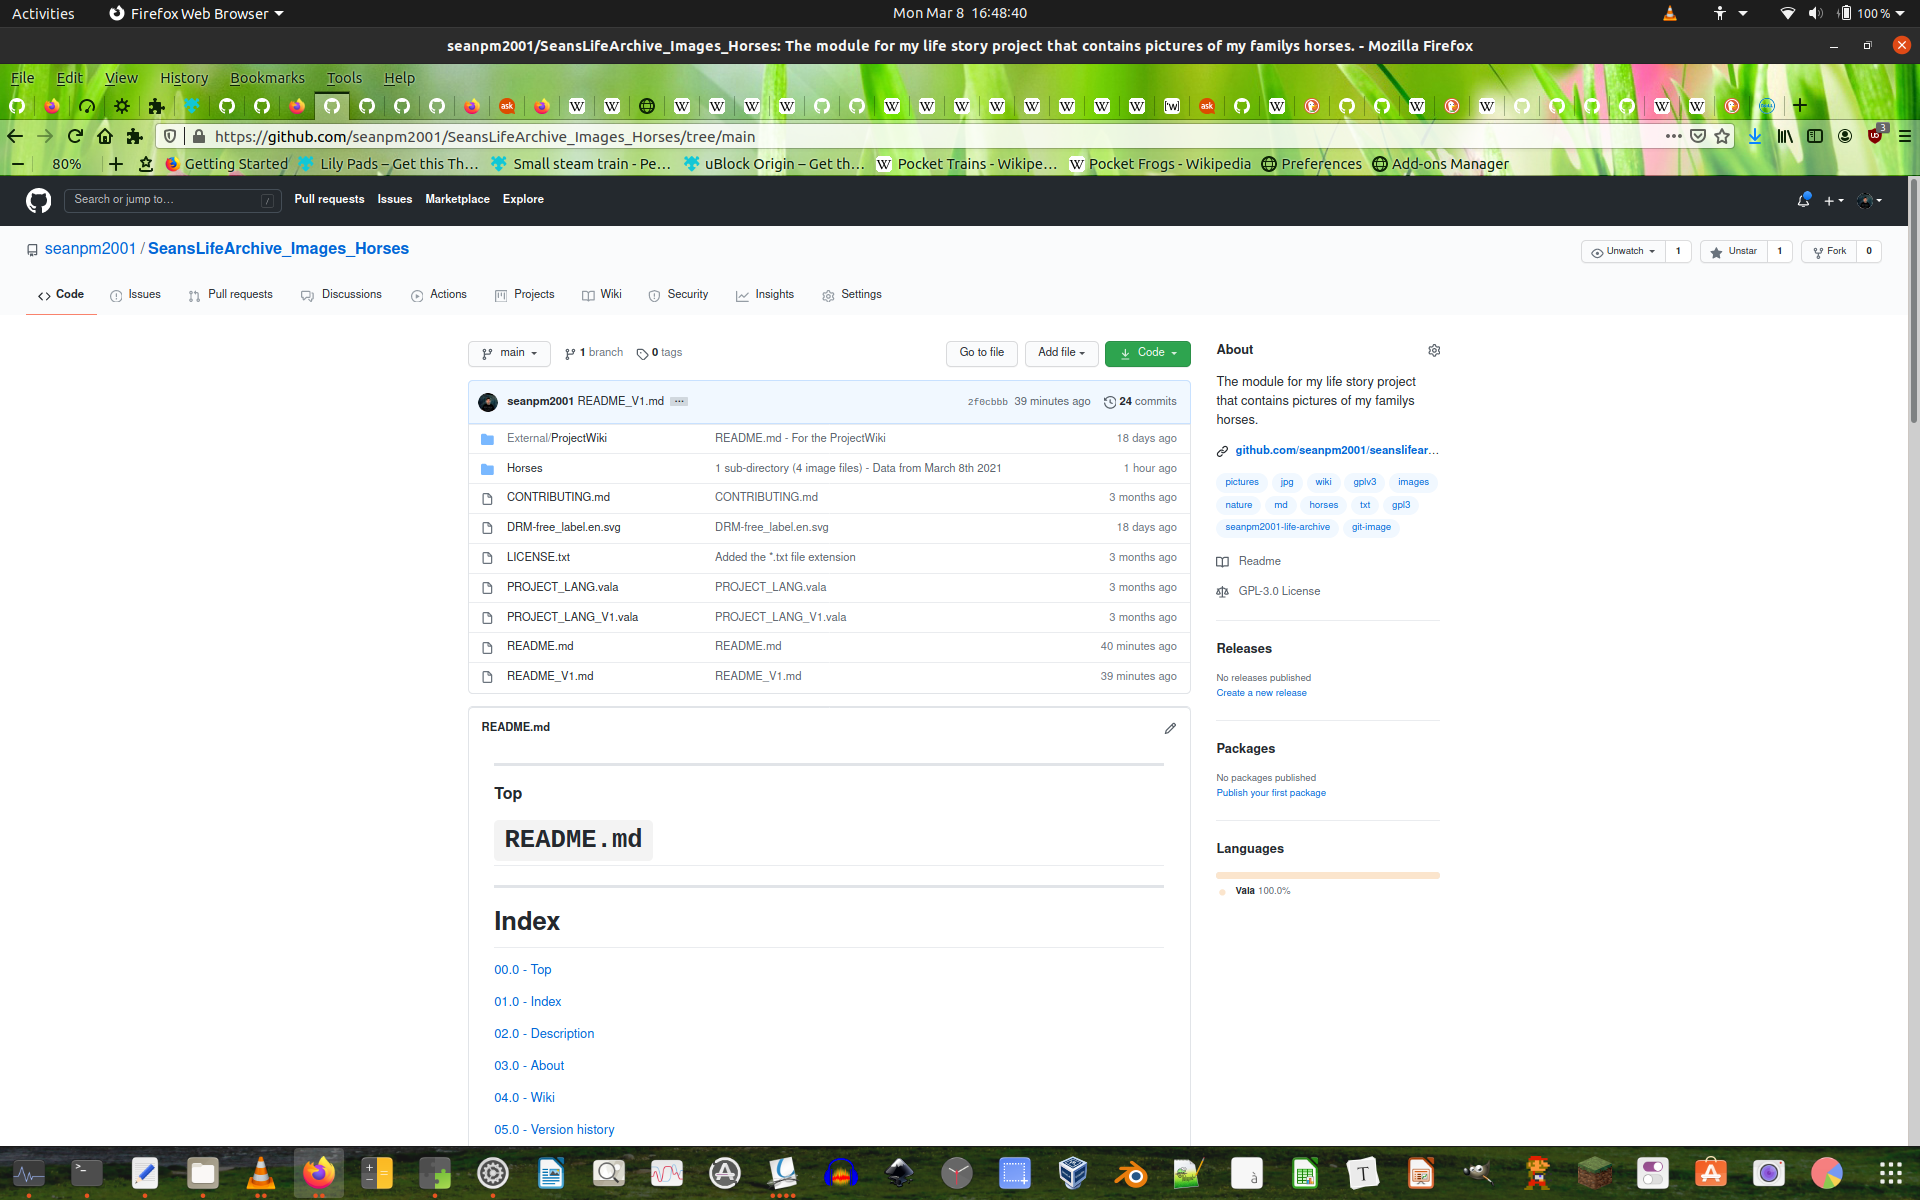 Activities Firefox Web Browser Mon Mar 8 16:48:40 100 %
seanpm2001/SeansLifeArchive_Images_Horses: The module for my life story project that contains pictures of my familys horses. - Mozilla Firefox
File Edit View History Bookmarks Tools Help
https://github.com/seanpm2001/SeansLifeArchive_Images_Horses/tree/main 3
80% Getting Started Lily Pads – Get this Th… Small steam train - Pe… uBlock Origin – Get th… Pocket Trains - Wikipe… Pocket Frogs - Wikipedia Preferences Add-ons Manager
Search or jump to… / Pull requests Issues Marketplace Explore
seanpm2001 / SeansLifeArchive_Images_Horses Unwatch 1 Unstar 1 Fork 0
Code Issues Pull requests Discussions Actions Projects Wiki Security Insights Settings
main 1 branch 0 tags Go to file Add file Code
seanpm2001 README_V1.md ... 2f0cbbb 39 minutes ago 24 commits
External/ProjectWiki README.md - For the ProjectWiki 18 days ago
Horses 1 sub-directory (4 image files) - Data from March 8th 2021 1 hour ago
CONTRIBUTING.md CONTRIBUTING.md 3 months ago
DRM-free_label.en.svg DRM-free_label.en.svg 18 days ago
LICENSE.txt Added the *.txt file extension 3 months ago
PROJECT_LANG.vala PROJECT_LANG.vala 3 months ago
PROJECT_LANG_V1.vala PROJECT_LANG_V1.vala 3 months ago
README.md README.md 40 minutes ago
README_V1.md README_V1.md 39 minutes ago
README.md
Top
README.md
Index
00.0 - Top
01.0 - Index
02.0 - Description
03.0 - About
04.0 - Wiki
05.0 - Version history
About
The module for my life story project
that contains pictures of my familys
horses.
github.com/seanpm2001/seanslifear…
pictures jpg wiki gplv3 images
nature md horses txt gpl3
seanpm2001-life-archive git-image
Readme
GPL-3.0 License
Releases
No releases published
Create a new release
Packages
No packages published
Publish your first package
Languages
Vala 100.0%